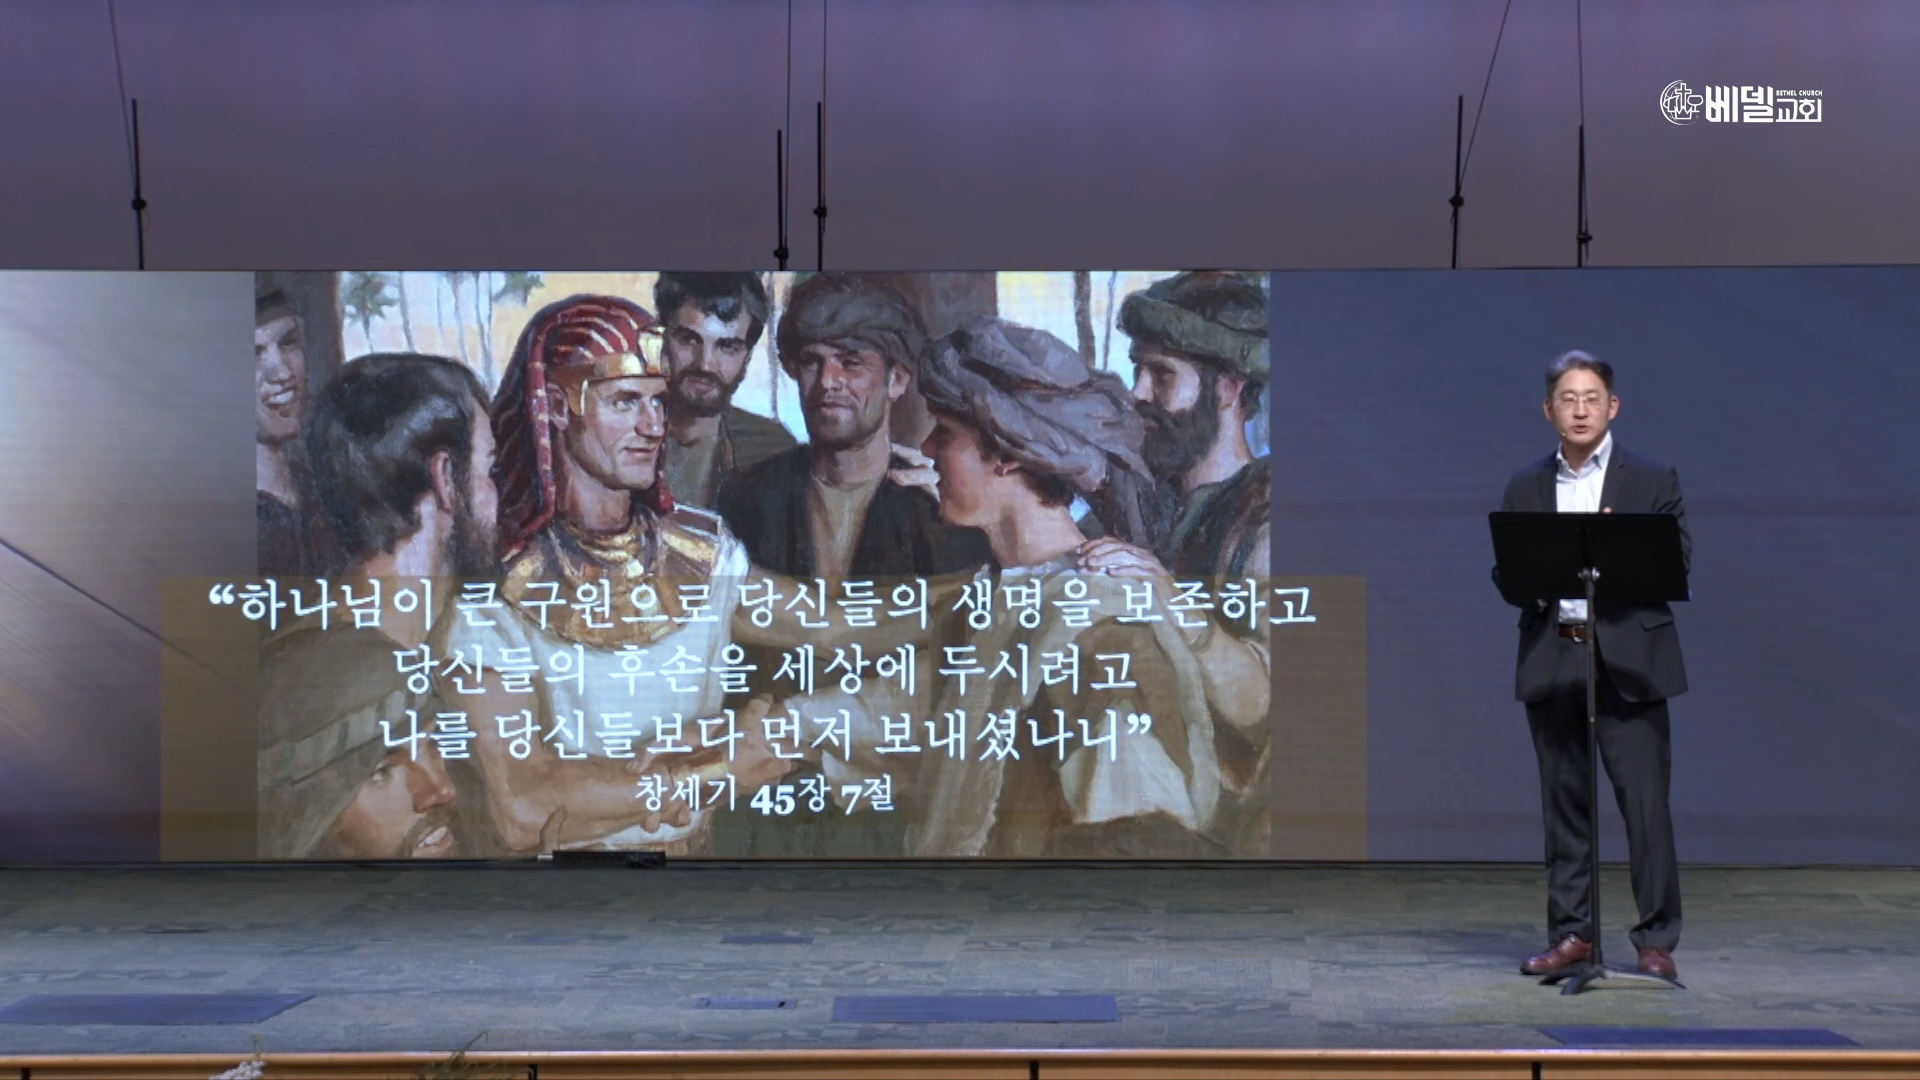 베델교회
BETHEL CHURCH
“하나님이 큰 구원으로 당신들의 생명을 보존하고
당신들의 후손을 세상에 두시려고
나를 당신들보다 먼저 보내셨나니”
창세기 45장 7절